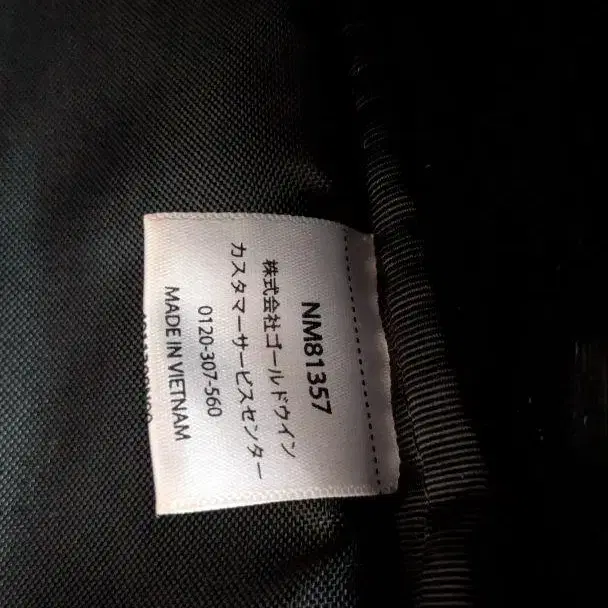 NM81357
株式会社ゴールドウイン
カスタマーサービスセンター
0120-307-560
MADE IN VIETNAM